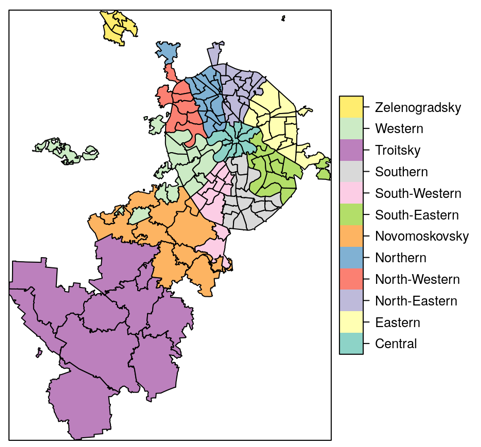 Zelenogradsky
Western
Troitsky
Southern
South-Western
South-Eastern
Novomoskovsky
Northern
North-Western
North-Eastern
Eastern
Central